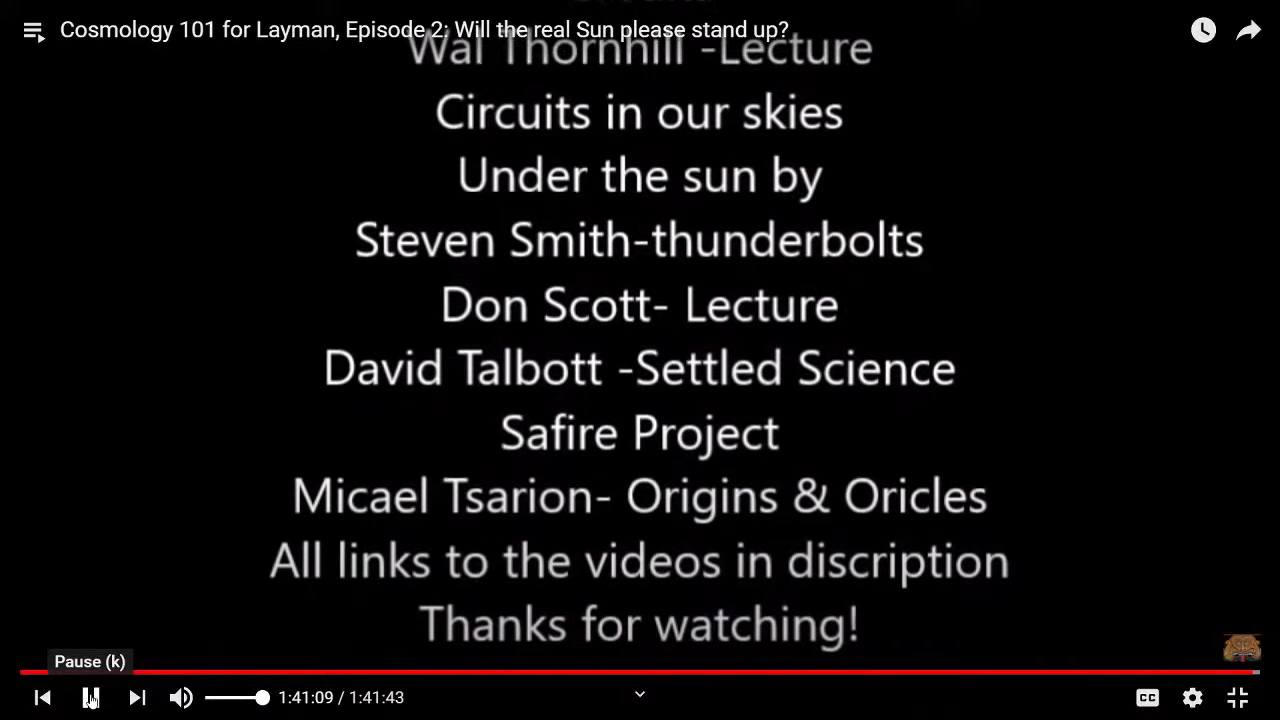 Cosmology 101 for Layman, Episode 2: Will the real Sun please stand up?
Wal Thornhill -Lecture
Circuits in our skies
Under the sun by
Steven Smith-thunderbolts
Don Scott- Lecture
David Talbott -Settled Science
Safire Project
Micael Tsarion- Origins & Oricles
All links to the videos in discription
Thanks for watching!
Pause (k)
1:41:09 / 1:41:43
CC